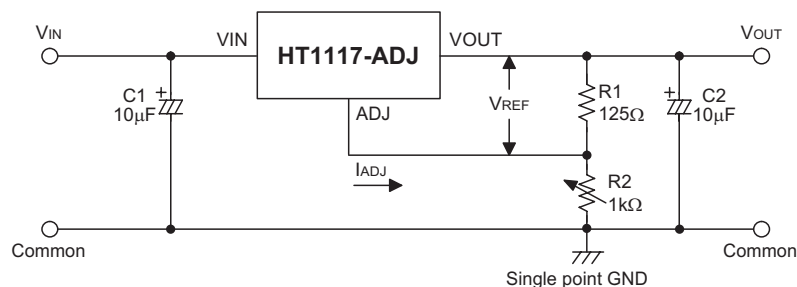 VIN
VIN
HT1117-ADJ
VOUT
VOUT
C1
10μF
+
ADJ
VREF
R1
125Ω
+
C2
10μF
IADJ
R2
1kΩ
Common
Common
Single point GND